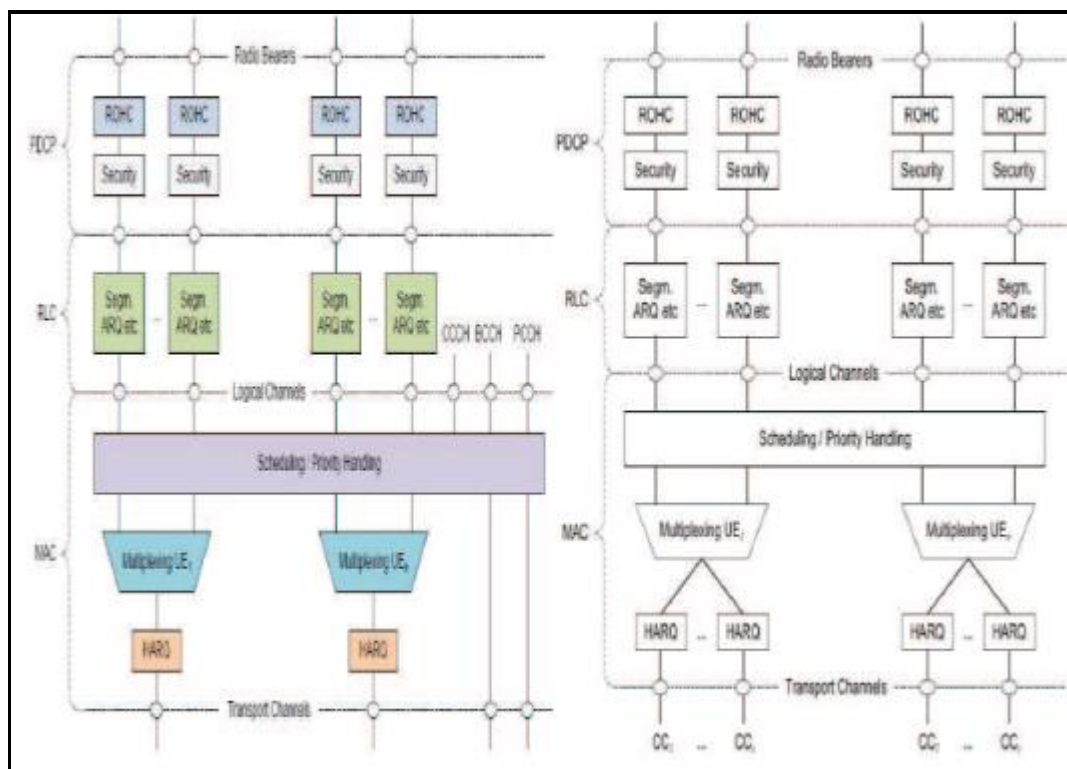 Radio Bearers
ROHC ROHC ROHC ROHC
PDCP
Security Security Security Security
RLC
Segm. Segm. Segm. Segm.
ARQ etc ... ARQ etc ARQ etc ... ARQ etc
CCCH BCCH PCCH
Logical Channels
Scheduling / Priority Handling
MAC
Multiplexing UE₁ Multiplexing UEₙ
HARQ HARQ
Transport Channels
Radio Bearers
ROHC ROHC ROHC ROHC
PDCP
Security Security Security Security
RLC
Segm. Segm. Segm. Segm.
ARQ etc ... ARQ etc ARQ etc ... ARQ etc
Logical Channels
Scheduling / Priority Handling
MAC
Multiplexing UE Multiplexing UE
HARQ ... HARQ HARQ ... HARQ
Transport Channels
CC ... CC CC ... CC